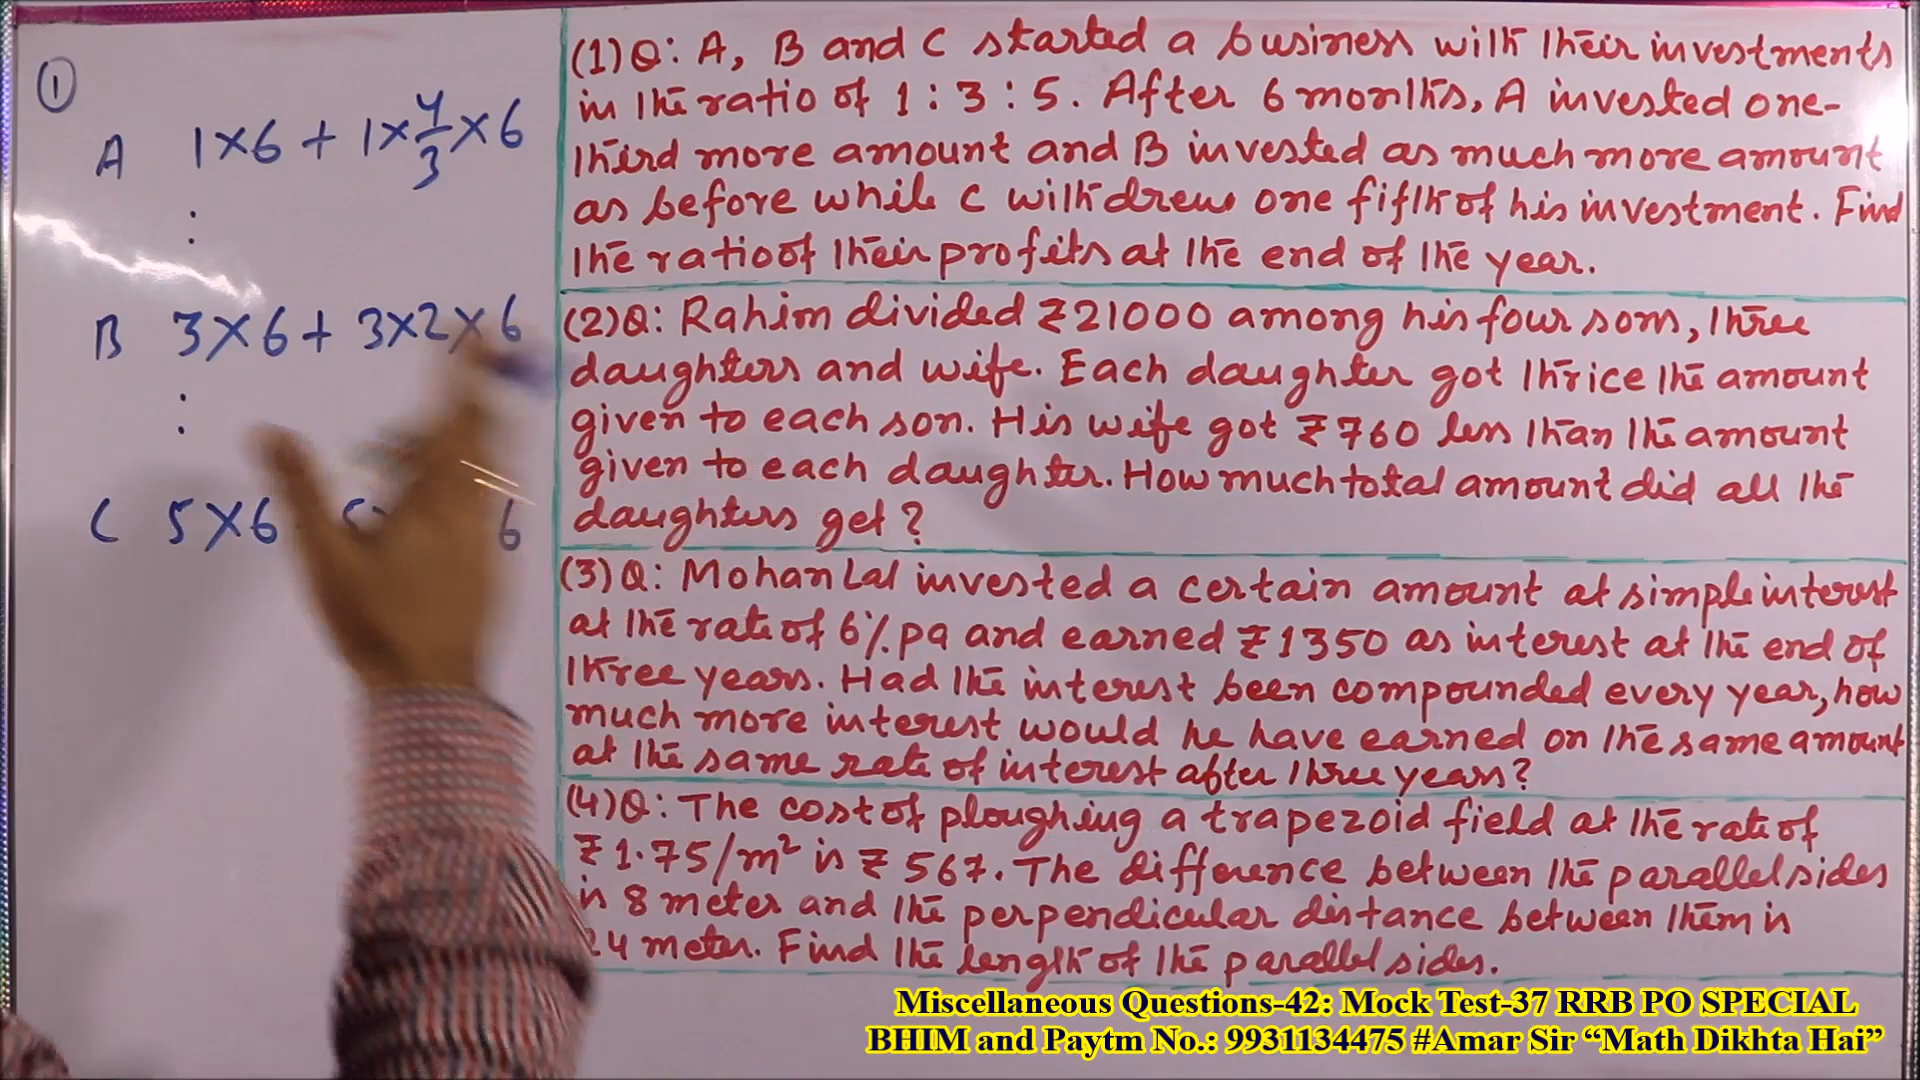 ①
A 1×6 + 1×4/3×6
:
B 3×6 + 3×2×6
:
C 5×6 6
(1)Q: A, B and C started a business with their investments
in the ratio of 1 : 3 : 5. After 6 months, A invested one-
third more amount and B invested as much more amount
as before while C withdrew one fifth of his investment. Find
the ratio of their profits at the end of the year.
(2)Q: Rahim divided ₹21000 among his four sons, three
daughters and wife. Each daughter got thrice the amount
given to each son. His wife got ₹760 less than the amount
given to each daughter. How much total amount did all the
daughters get?
(3)Q: Mohan Lal invested a certain amount at simple interest
at the rate of 6% pa and earned ₹1350 as interest at the end of
three years. Had the interest been compounded every year, how
much more interest would he have earned on the same amount
at the same rate of interest after three years?
(4)Q: The cost of ploughing a trapezoid field at the rate of
₹1.75/m² is ₹567. The difference between the parallel sides
is 8 meter and the perpendicular distance between them is
24 meter. Find the length of the parallel sides.
Miscellaneous Questions-42: Mock Test-37 RRB PO SPECIAL
BHIM and Paytm No.: 9931134475 #Amar Sir “Math Dikhta Hai”